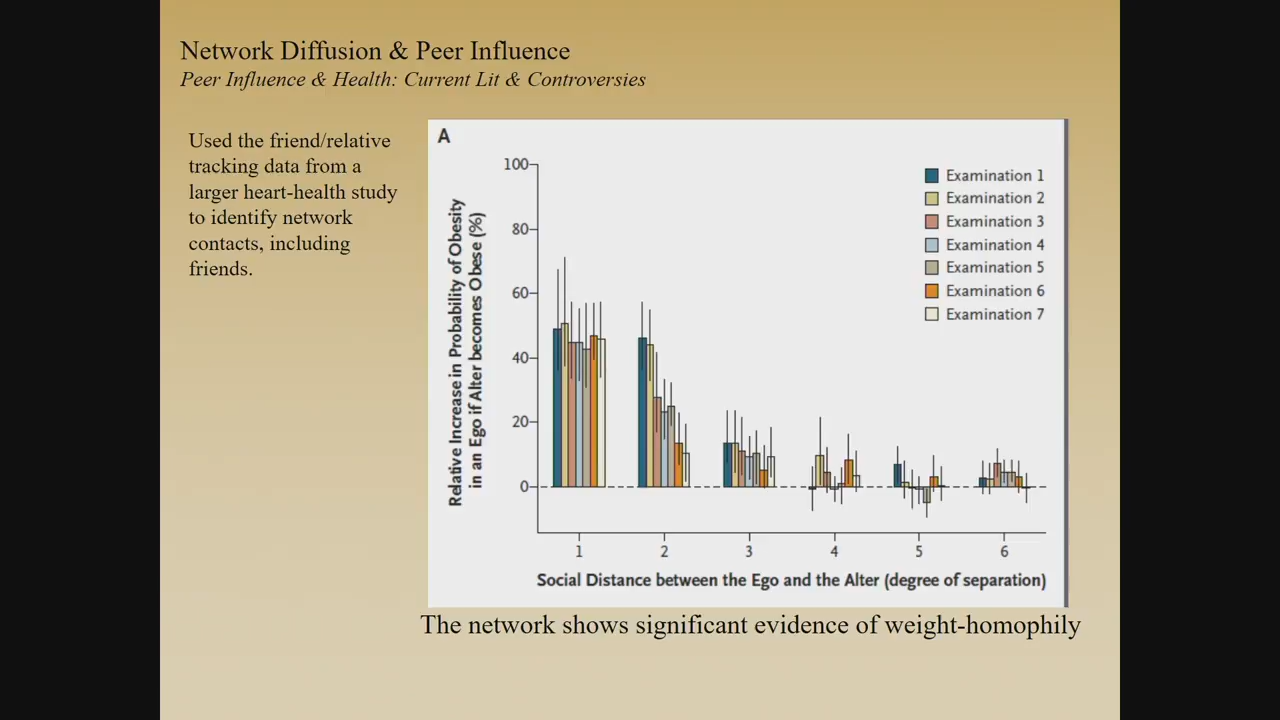 Network Diffusion & Peer Influence
Peer Influence & Health: Current Lit & Controversies
Used the friend/relative
tracking data from a
larger heart-health study
to identify network
contacts, including
friends.
A
Relative Increase in Probability of Obesity
in an Ego if Alter becomes Obese (%)
100
80
60
40
20
0
Examination 1
Examination 2
Examination 3
Examination 4
Examination 5
Examination 6
Examination 7
1 2 3 4 5 6
Social Distance between the Ego and the Alter (degree of separation)
The network shows significant evidence of weight-homophily